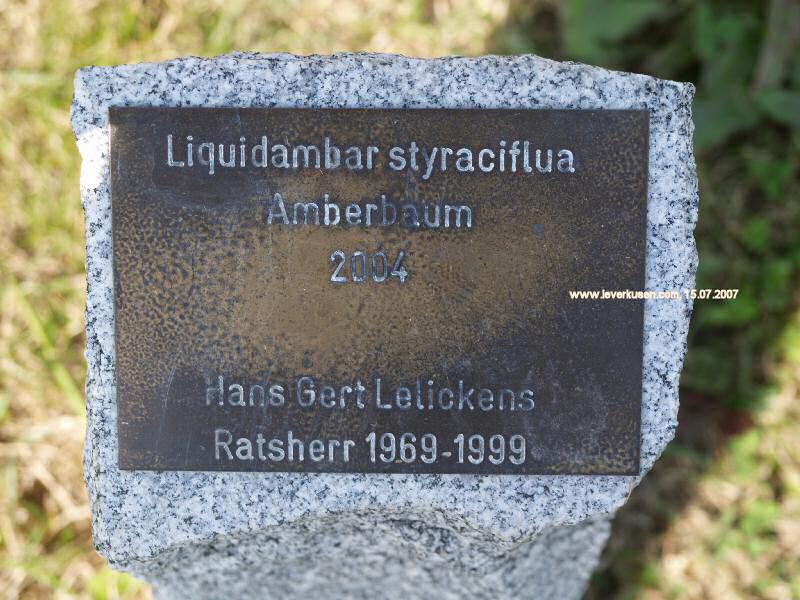 Liquidambar styraciflua
Amberbaum
2004
www.leverkusen.com, 15.07.2007
Hans Gert Lelickens
Ratsherr 1969-1999